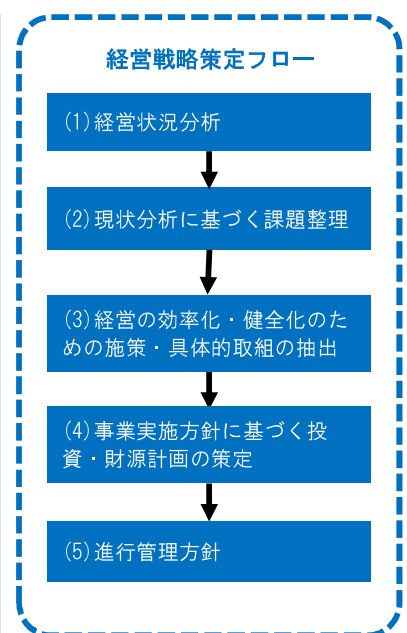 経営戦略策定フロー
(1)経営状況分析
(2)現状分析に基づく課題整理
(3)経営の効率化・健全化のた
めの施策・具体的取組の抽出
(4)事業実施方針に基づく投
資・財源計画の策定
(5)進行管理方針